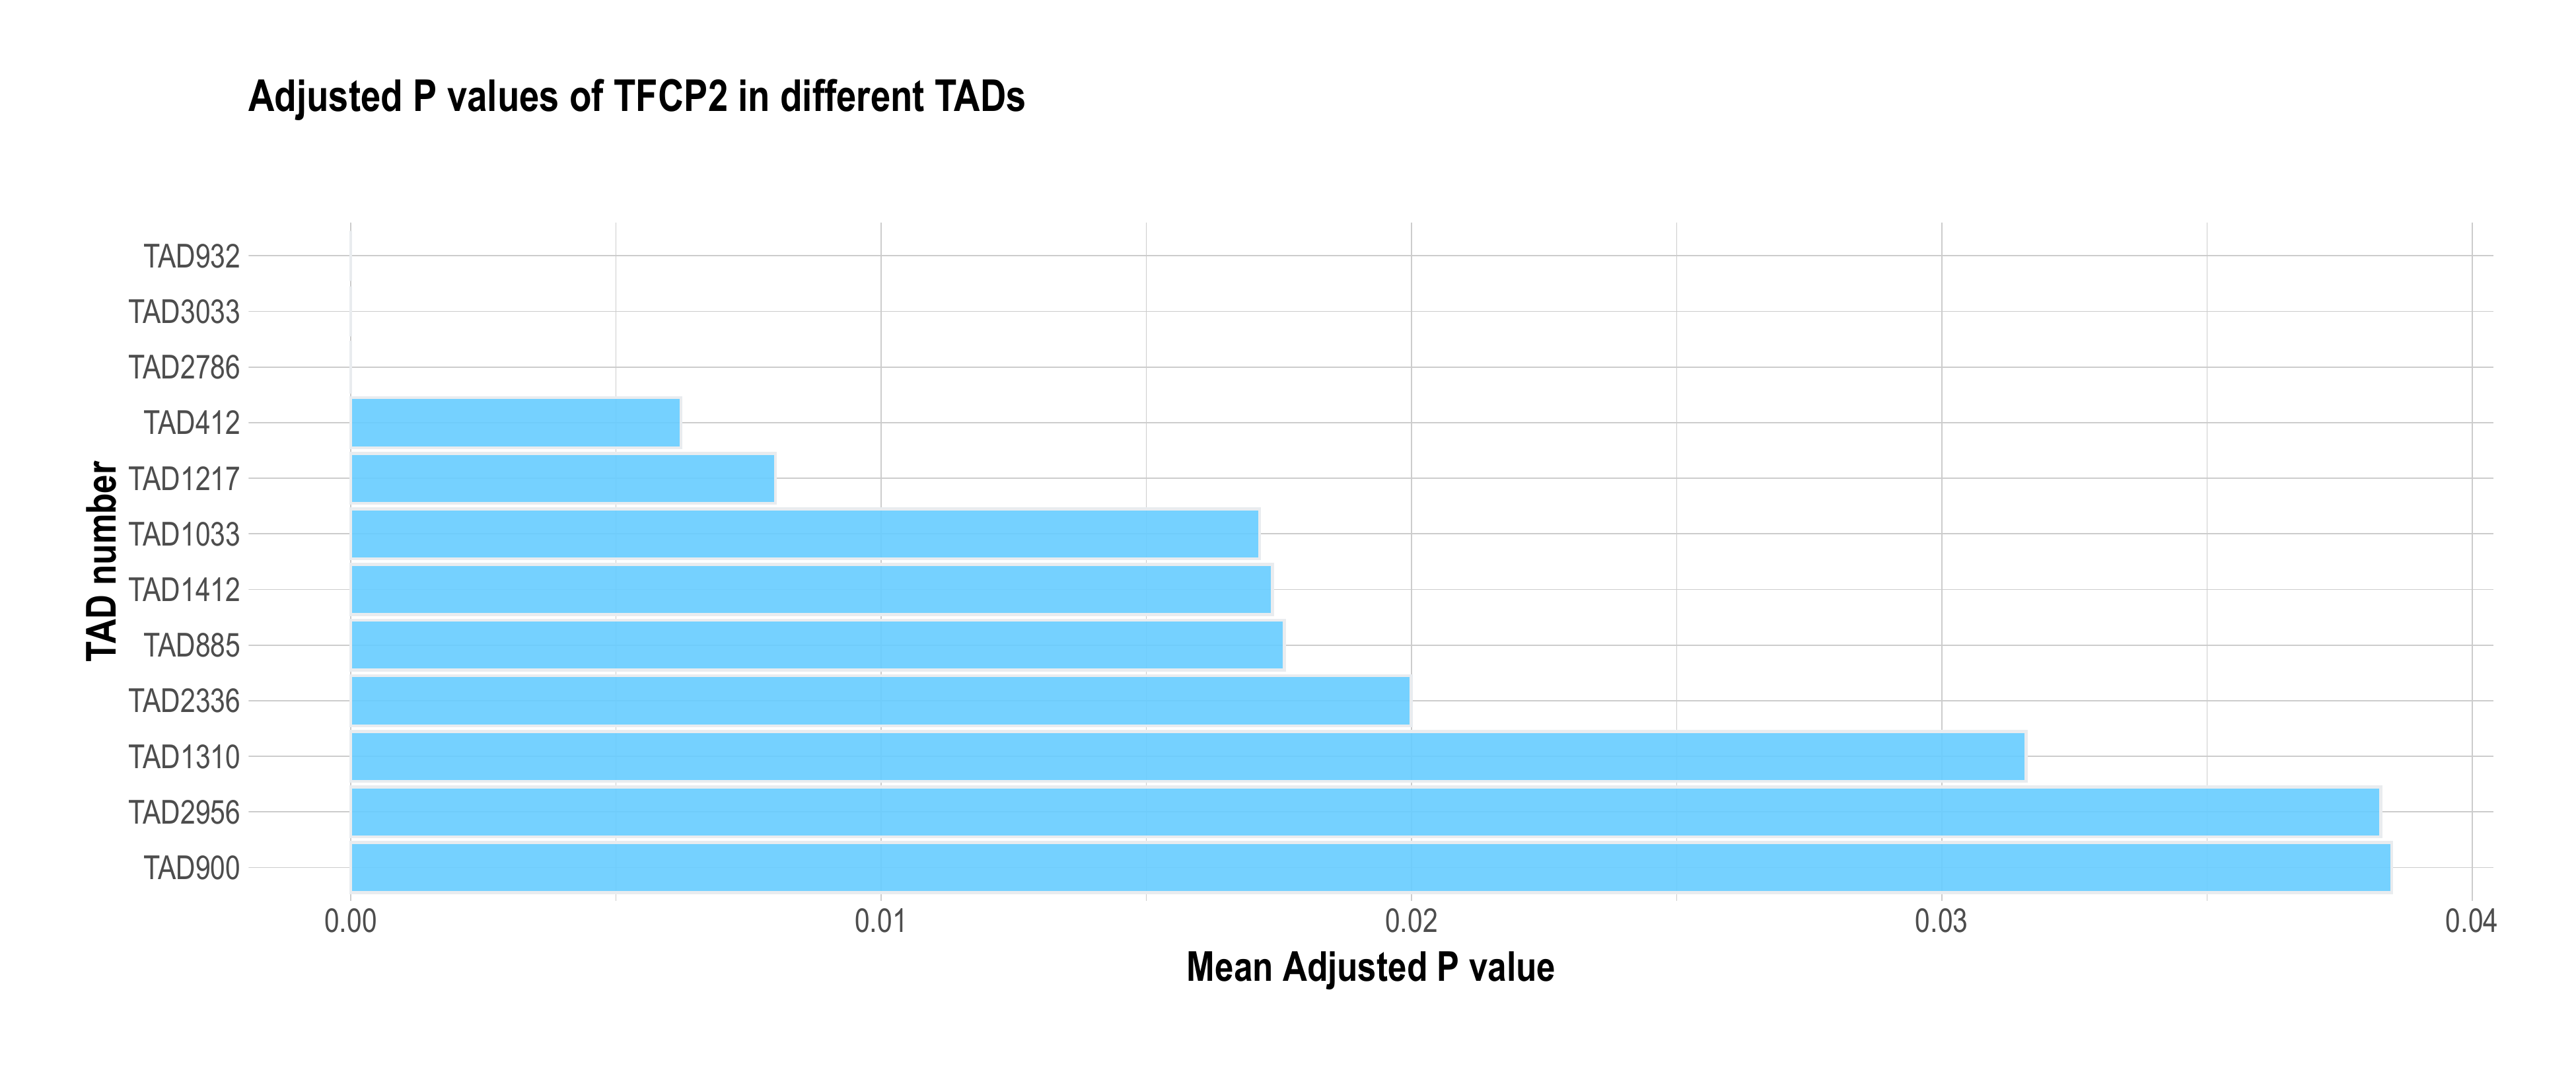 Adjusted P values of TFCP2 in different TADs
TAD number
TAD932
TAD3033
TAD2786
TAD412
TAD1217
TAD1033
TAD1412
TAD885
TAD2336
TAD1310
TAD2956
TAD900
0.00 0.01 0.02 0.03 0.04
Mean Adjusted P value